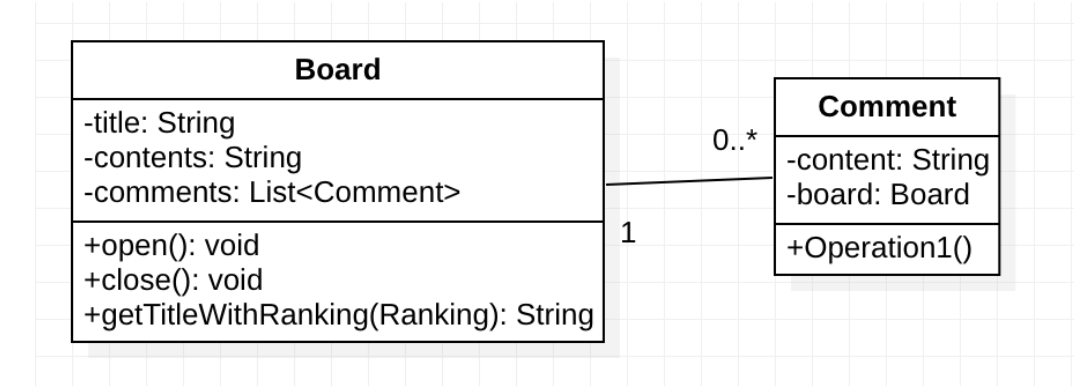 Board
-title: String
-contents: String
-comments: List<Comment>
+open(): void
+close(): void
+getTitleWithRanking(Ranking): String
0..*
1
Comment
-content: String
-board: Board
+Operation1()